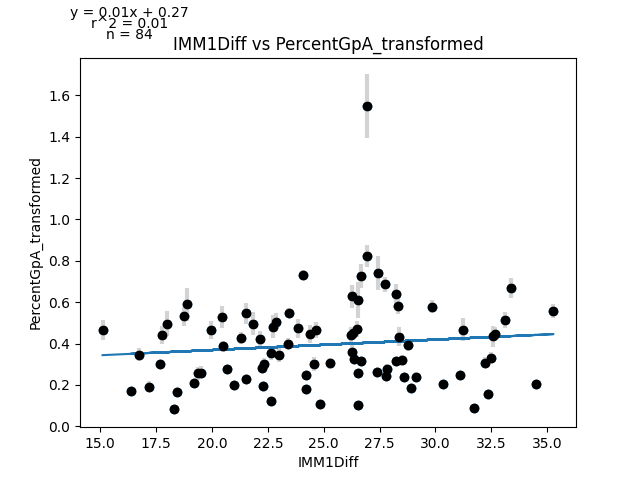 y = 0.01x + 0.27
r^2 = 0.01
n = 84
IMM1Diff vs PercentGpA_transformed
PercentGpA_transformed
1.6
1.4
1.2
1.0
0.8
0.6
0.4
0.2
0.0
15.0 17.5 20.0 22.5 25.0 27.5 30.0 32.5 35.0
IMM1Diff